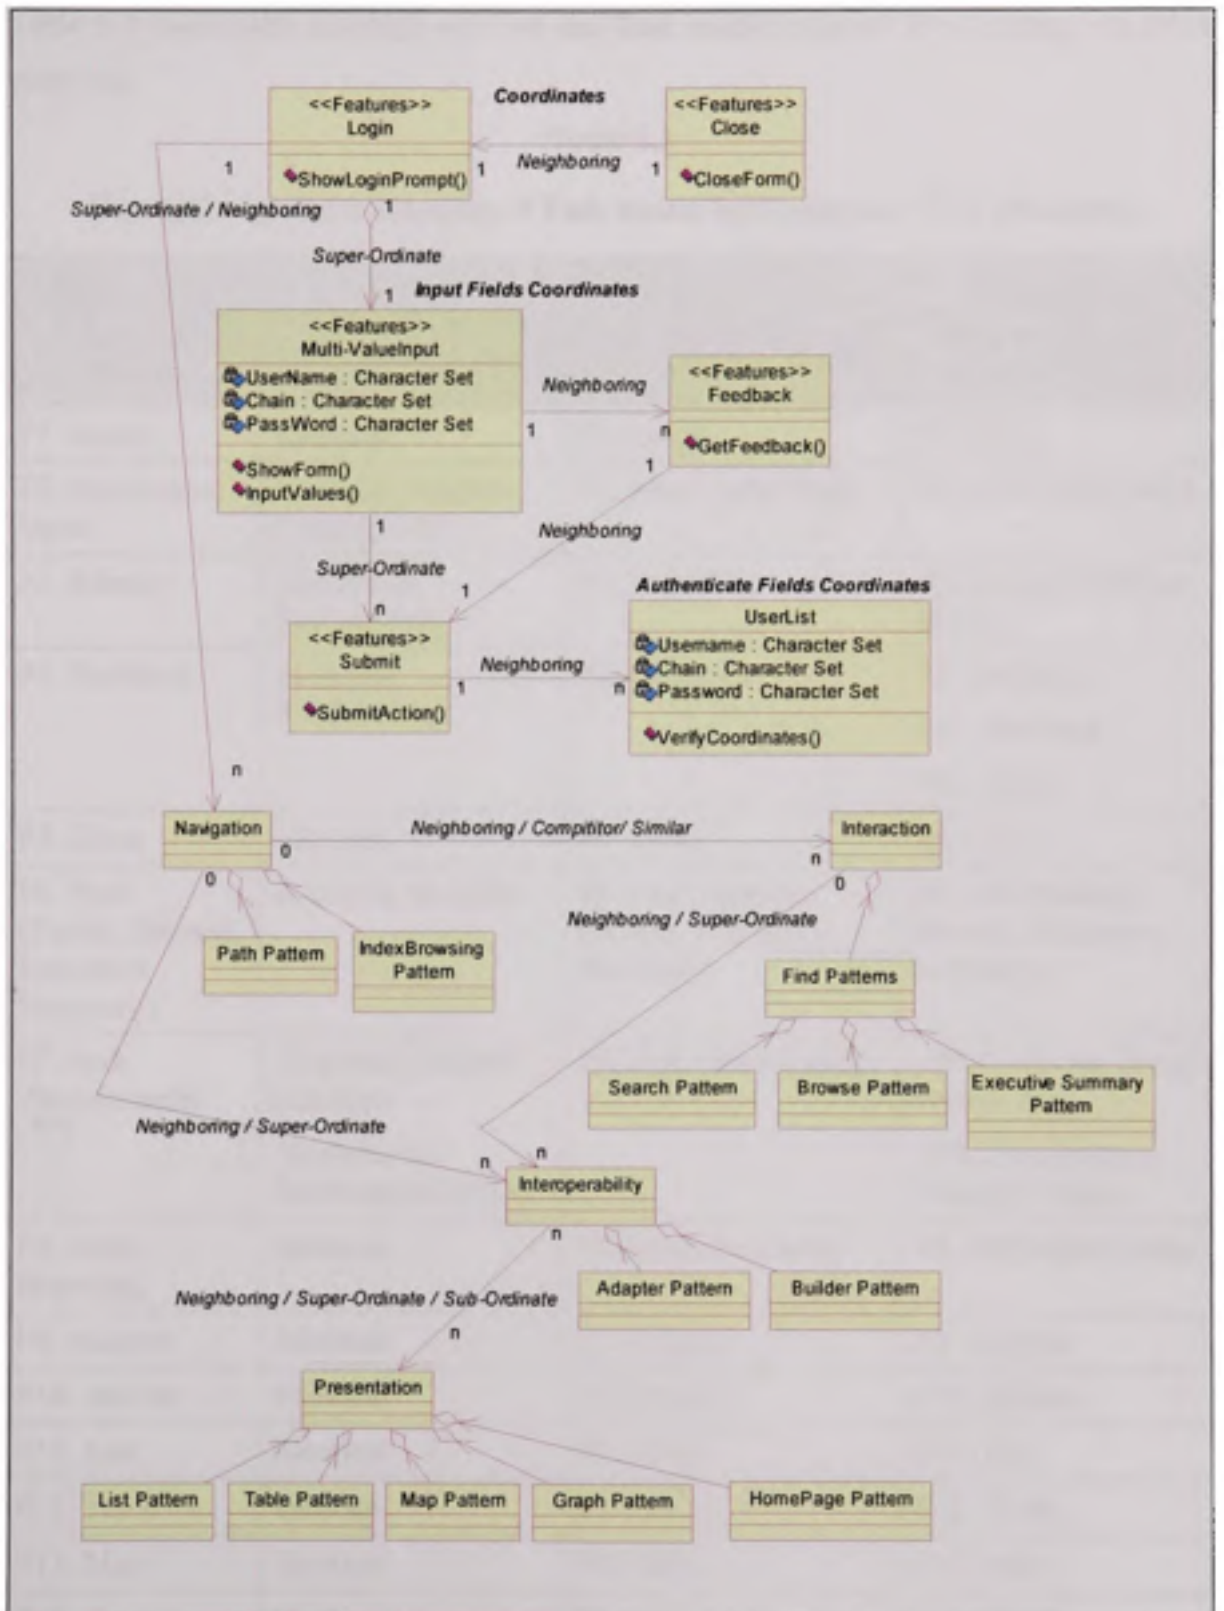 Coordinates
<<Features>>
Login
ShowLoginPrompt()
<<Features>>
Close
CloseForm()
1
Neighboring
1
1
Super-Ordinate / Neighboring
1
Super-Ordinate
1
Input Fields Coordinates
<<Features>>
Multi-ValueInput
UserName : Character Set
Chain : Character Set
PassWord : Character Set
ShowForm()
InputValues()
Neighboring
1
n
<<Features>>
Feedback
GetFeedback()
1
Neighboring
1
1
Super-Ordinate
n
<<Features>>
Submit
SubmitAction()
Neighboring
1
n
Authenticate Fields Coordinates
UserList
Username : Character Set
Chain : Character Set
Password : Character Set
VerifyCoordinates()
n
Navigation
0
Neighboring / Compititor/ Similar
n
Interaction
0
0
Neighboring / Super-Ordinate
Path Pattern
IndexBrowsing
Pattern
Find Patterns
Search Pattern
Browse Pattern
Executive Summary
Pattern
Neighboring / Super-Ordinate
n
n
Interoperability
n
Adapter Pattern
Builder Pattern
Neighboring / Super-Ordinate / Sub-Ordinate
n
Presentation
List Pattern
Table Pattern
Map Pattern
Graph Pattern
HomePage Pattern